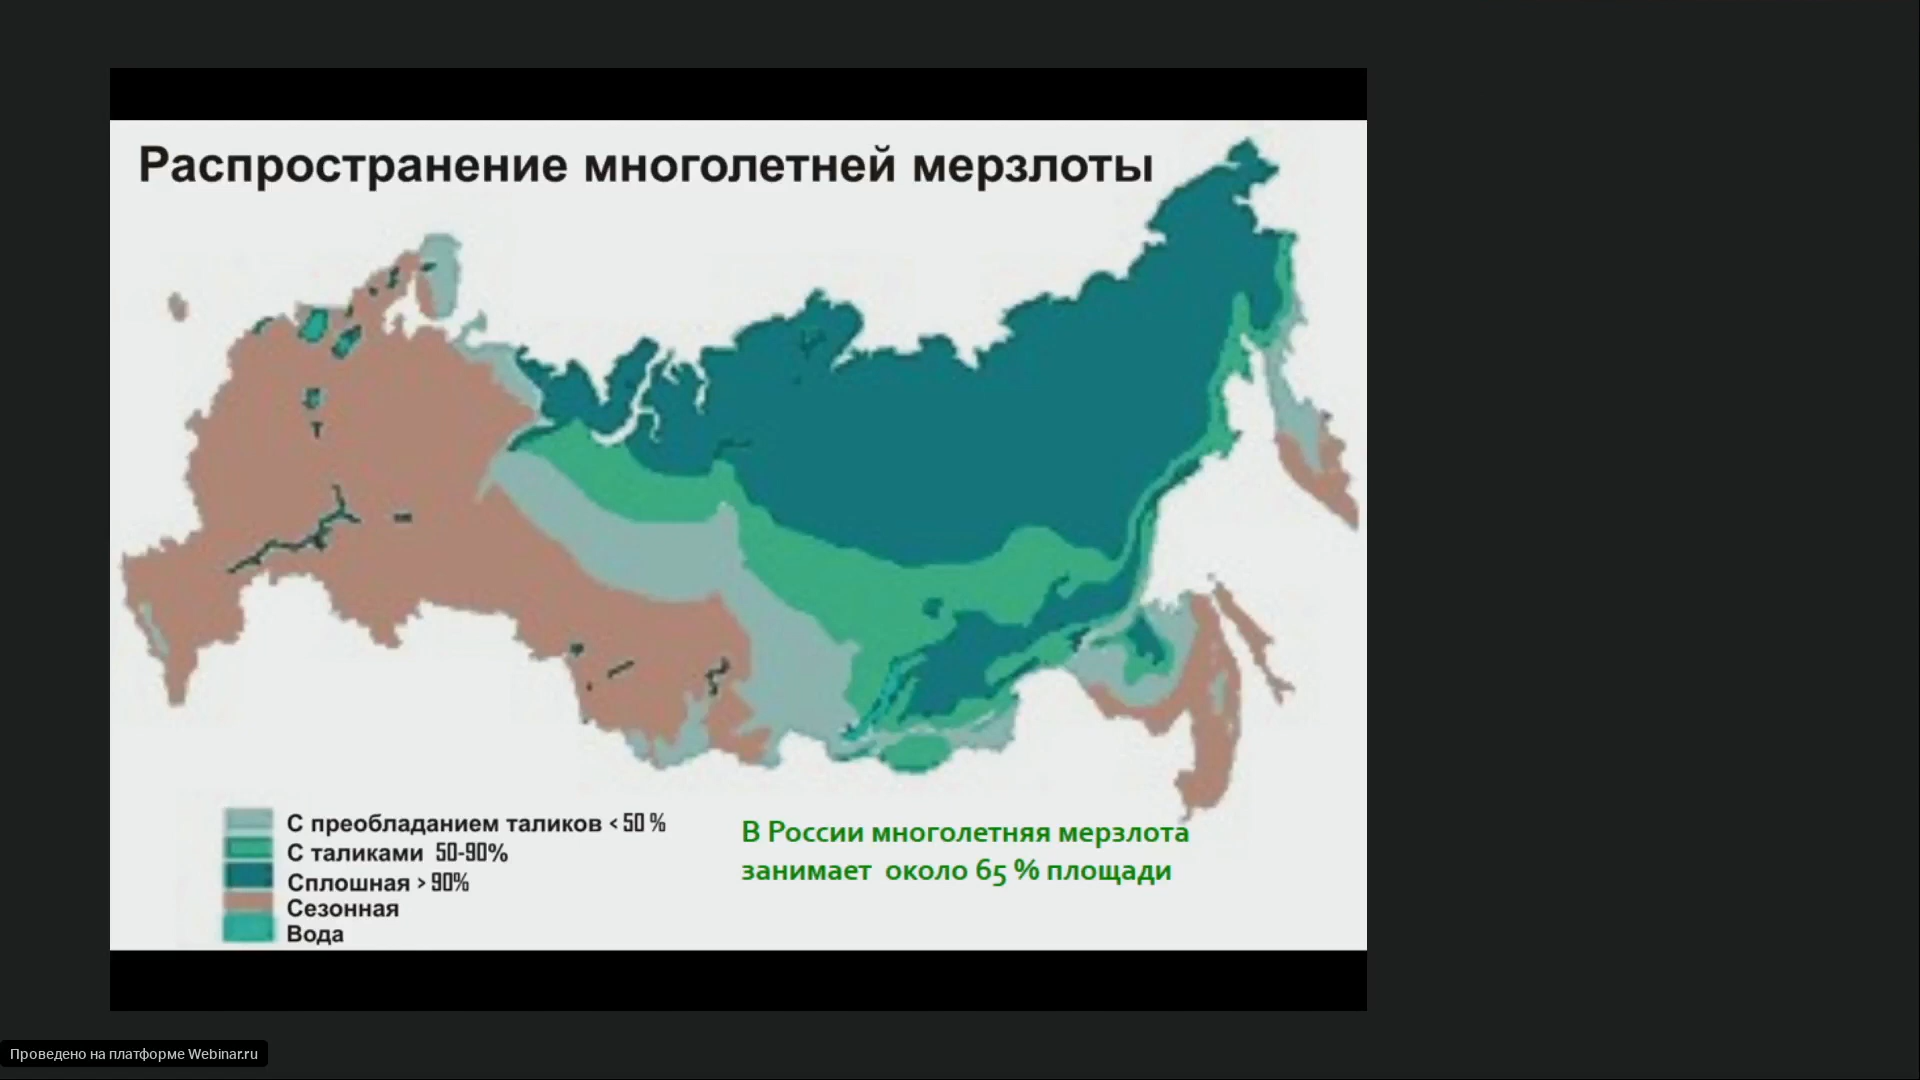 Распространение многолетней мерзлоты
С преобладанием таликов < 50 %
С таликами 50-90%
Сплошная > 90%
Сезонная
Вода
В России многолетняя мерзлота
занимает около 65 % площади
Проведено на платформе Webinar.ru